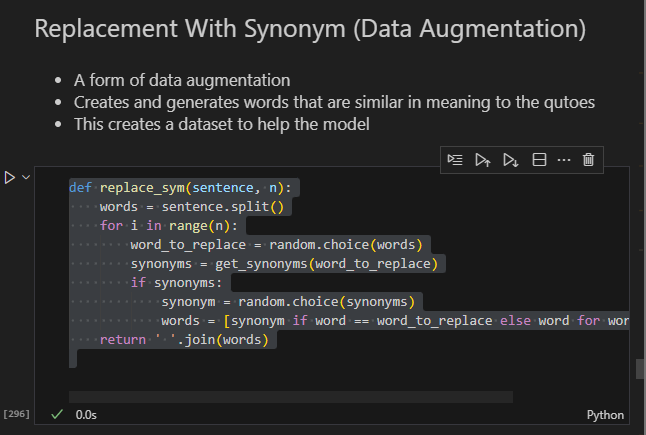 Replacement With Synonym (Data Augmentation)
• A form of data augmentation
• Creates and generates words that are similar in meaning to the qutoes
• This creates a dataset to help the model
def replace_sym(sentence, n):
    words = sentence.split()
    for i in range(n):
        word_to_replace = random.choice(words)
        synonyms = get_synonyms(word_to_replace)
        if synonyms:
            synonym = random.choice(synonyms)
            words = [synonym if word == word_to_replace else word for
    return ' '.join(words)
[296] 0.0s Python